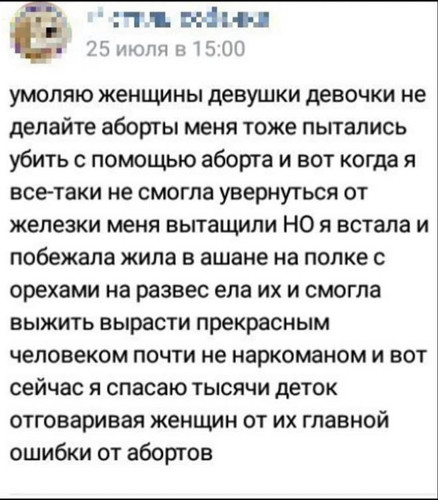 25 июля в 15:00
умоляю женщины девушки девочки не
делайте аборты меня тоже пытались
убить с помощью аборта и вот когда я
все-таки не смогла увернуться от
железки меня вытащили НО я встала и
побежала жила в ашане на полке с
орехами на развес ела их и смогла
выжить вырасти прекрасным
человеком почти не наркоманом и вот
сейчас я спасаю тысячи деток
отговаривая женщин от их главной
ошибки от абортов